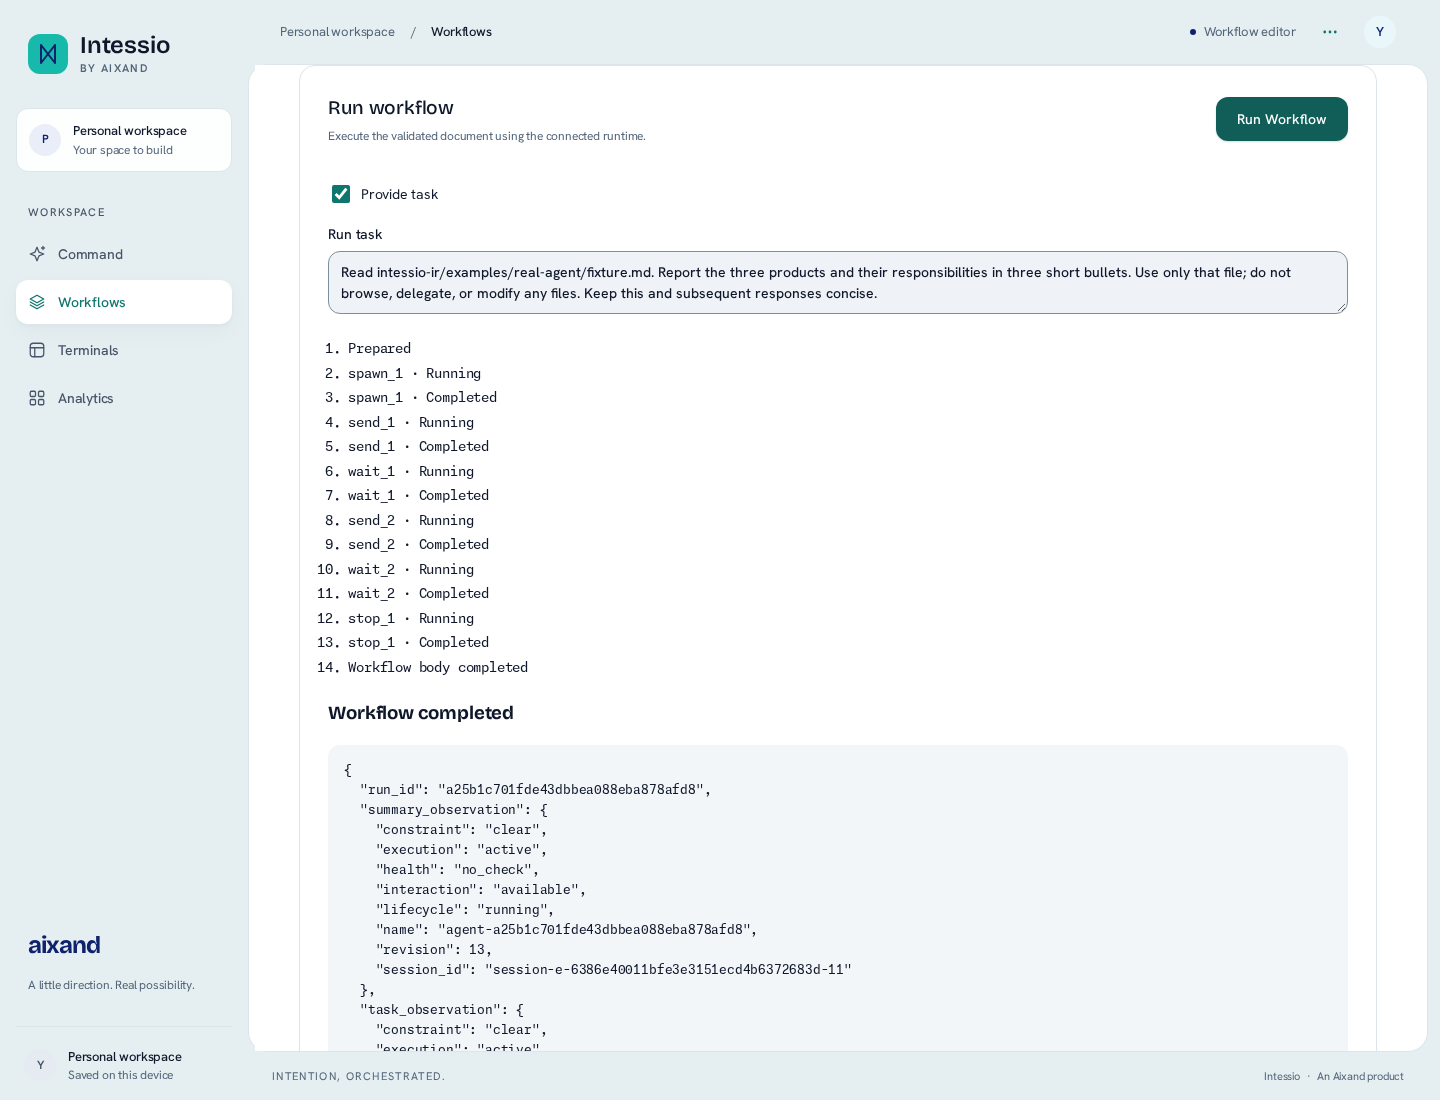 Intessio
BY AIXAND
P
Personal workspace
Your space to build
WORKSPACE
Command
Workflows
Terminals
Analytics
aixand
A little direction. Real possibility.
Y
Personal workspace
Saved on this device
Personal workspace / Workflows
Workflow editor
Y
Run workflow
Execute the validated document using the connected runtime.
Run Workflow
Provide task
Run task
Read intessio-ir/examples/real-agent/fixture.md. Report the three products and their responsibilities in three short bullets. Use only that file; do not
browse, delegate, or modify any files. Keep this and subsequent responses concise.
1. Prepared
2. spawn_1 · Running
3. spawn_1 · Completed
4. send_1 · Running
5. send_1 · Completed
6. wait_1 · Running
7. wait_1 · Completed
8. send_2 · Running
9. send_2 · Completed
10. wait_2 · Running
11. wait_2 · Completed
12. stop_1 · Running
13. stop_1 · Completed
14. Workflow body completed
Workflow completed
{
"run_id": "a25b1c701fde43dbbea088eba878afd8",
"summary_observation": {
"constraint": "clear",
"execution": "active",
"health": "no_check",
"interaction": "available",
"lifecycle": "running",
"name": "agent-a25b1c701fde43dbbea088eba878afd8",
"revision": 13,
"session_id": "session-e-6386e40011bfe3e3151ecd4b6372683d-11"
},
"task_observation": {
"constraint": "clear",
"execution": "active"
INTENTION, ORCHESTRATED.
Intessio · An Aixand product